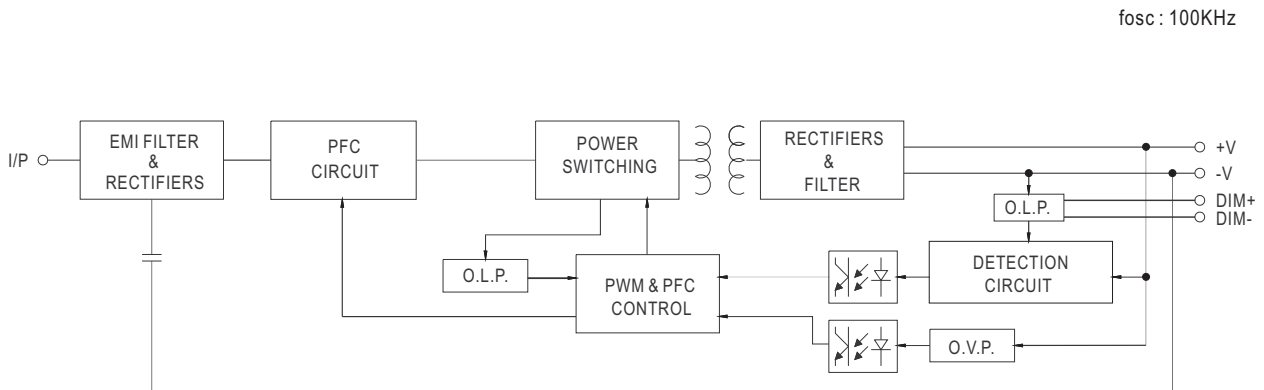 fosc : 100KHz
I/P
EMI FILTER
&
RECTIFIERS
PFC
CIRCUIT
POWER
SWITCHING
RECTIFIERS
&
FILTER
+V
-V
DIM+
DIM-
O.L.P.
O.L.P.
PWM & PFC
CONTROL
DETECTION
CIRCUIT
O.V.P.